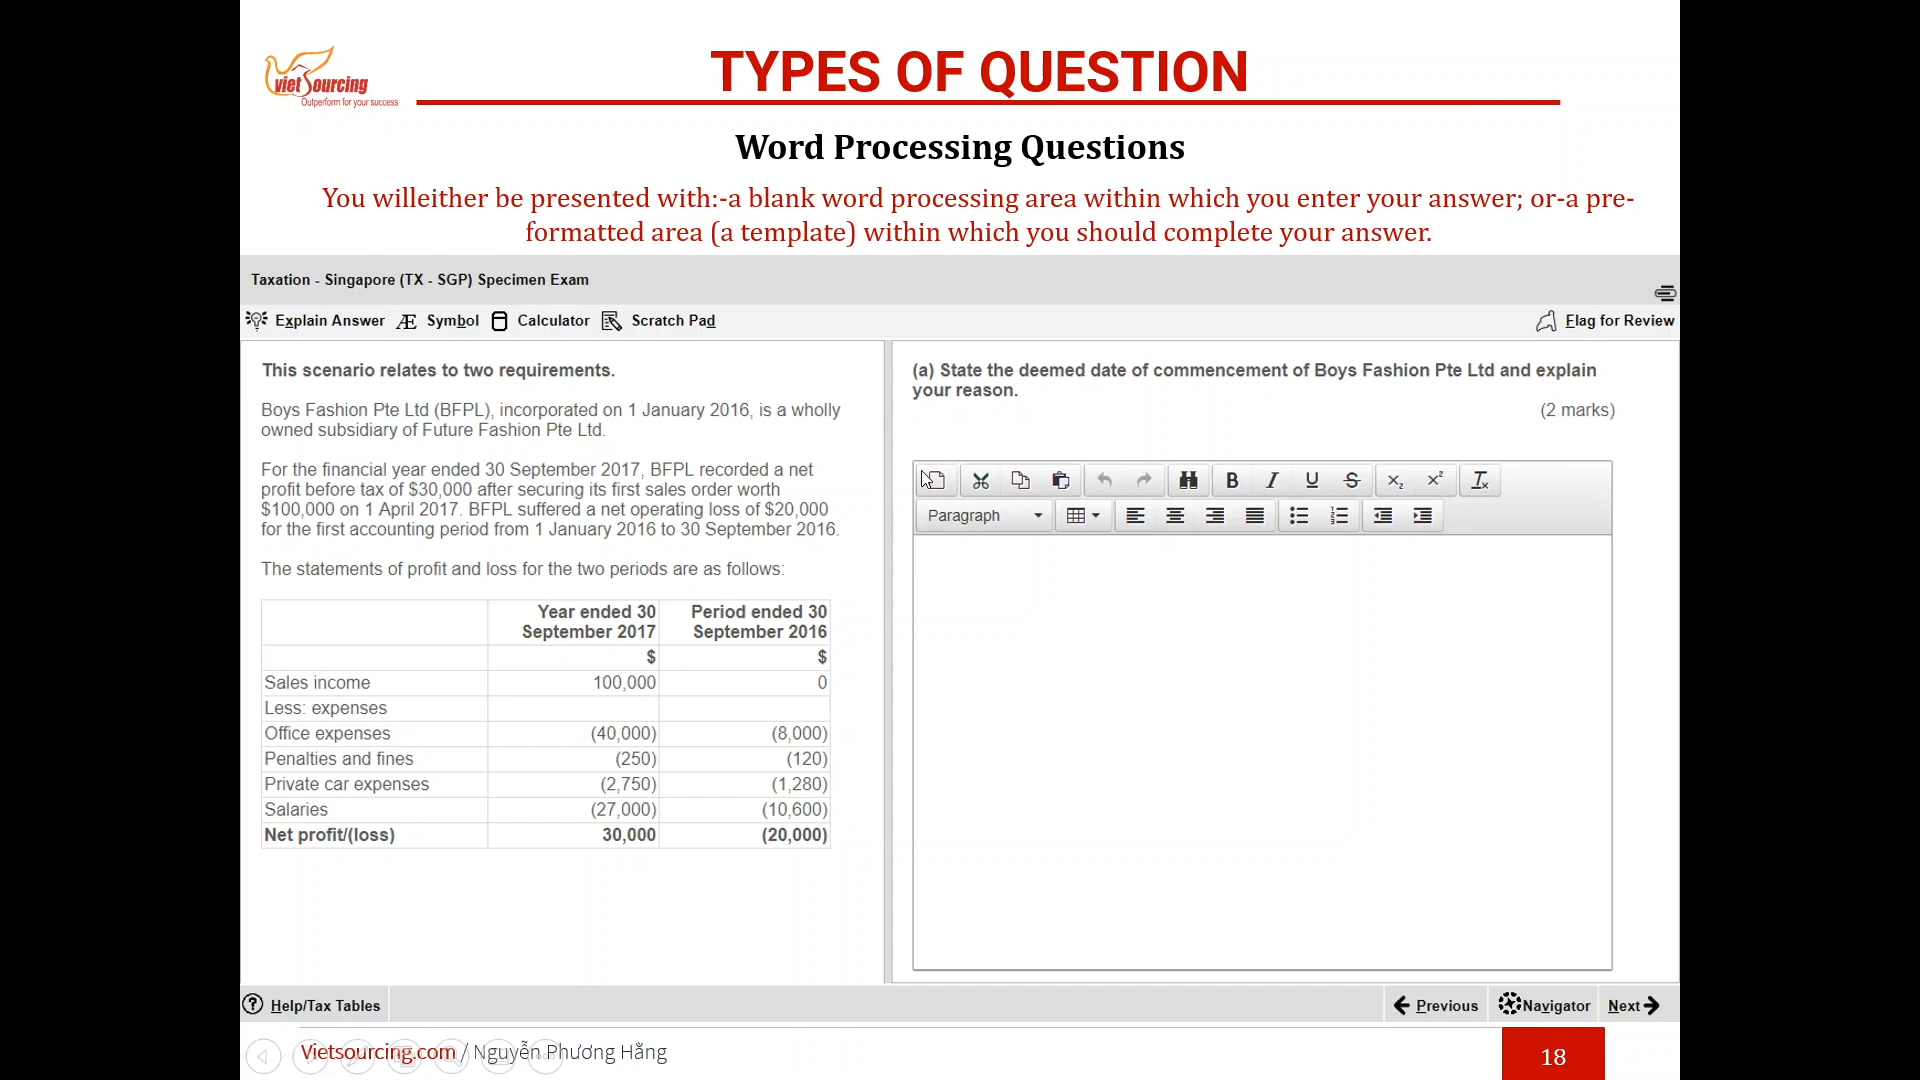 viet Sourcing
Outperform for your success
TYPES OF QUESTION
Word Processing Questions
You willeither be presented with:-a blank word processing area within which you enter your answer; or-a pre-
formatted area (a template) within which you should complete your answer.
Taxation - Singapore (TX - SGP) Specimen Exam
Explain Answer Æ Symbol Calculator Scratch Pad Flag for Review
This scenario relates to two requirements.
Boys Fashion Pte Ltd (BFPL), incorporated on 1 January 2016, is a wholly
owned subsidiary of Future Fashion Pte Ltd.
For the financial year ended 30 September 2017, BFPL recorded a net
profit before tax of $30,000 after securing its first sales order worth
$100,000 on 1 April 2017. BFPL suffered a net operating loss of $20,000
for the first accounting period from 1 January 2016 to 30 September 2016.
The statements of profit and loss for the two periods are as follows:
Year ended 30 Period ended 30
September 2017 September 2016
$ $
Sales income 100,000 0
Less: expenses
Office expenses (40,000) (8,000)
Penalties and fines (250) (120)
Private car expenses (2,750) (1,280)
Salaries (27,000) (10,600)
Net profit/(loss) 30,000 (20,000)
(a) State the deemed date of commencement of Boys Fashion Pte Ltd and explain
your reason.
(2 marks)
B I U S x₂ x² Tx
Paragraph
Help/Tax Tables Previous Navigator Next
Vietsourcing.com / Nguyễn Phương Hằng
18